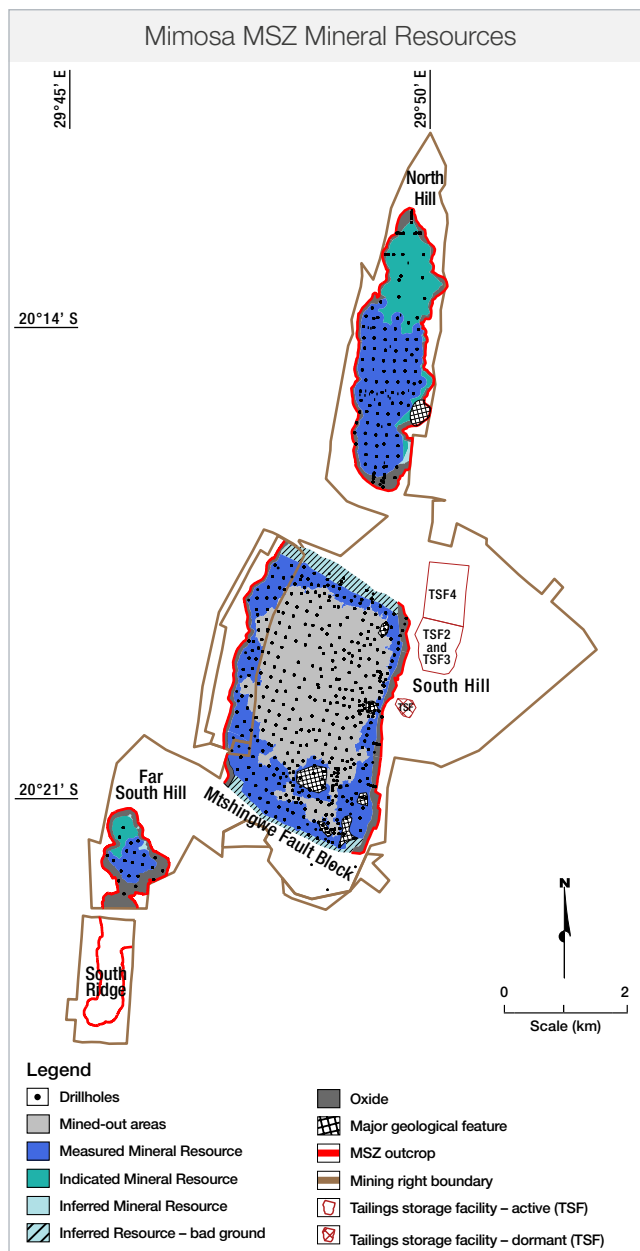 Mimosa MSZ Mineral Resources
29°45’ E
29°50’ E
North
Hill
20°14’ S
TSF4
TSF2
and
TSF3
South Hill
TSF
20°21’ S
Far
South Hill
Mtshingwe Fault Block
South
Ridge
N
0 2
Scale (km)
Legend
Drillholes
Mined-out areas
Measured Mineral Resource
Indicated Mineral Resource
Inferred Mineral Resource
Inferred Resource – bad ground
Oxide
Major geological feature
MSZ outcrop
Mining right boundary
Tailings storage facility – active (TSF)
Tailings storage facility – dormant (TSF)